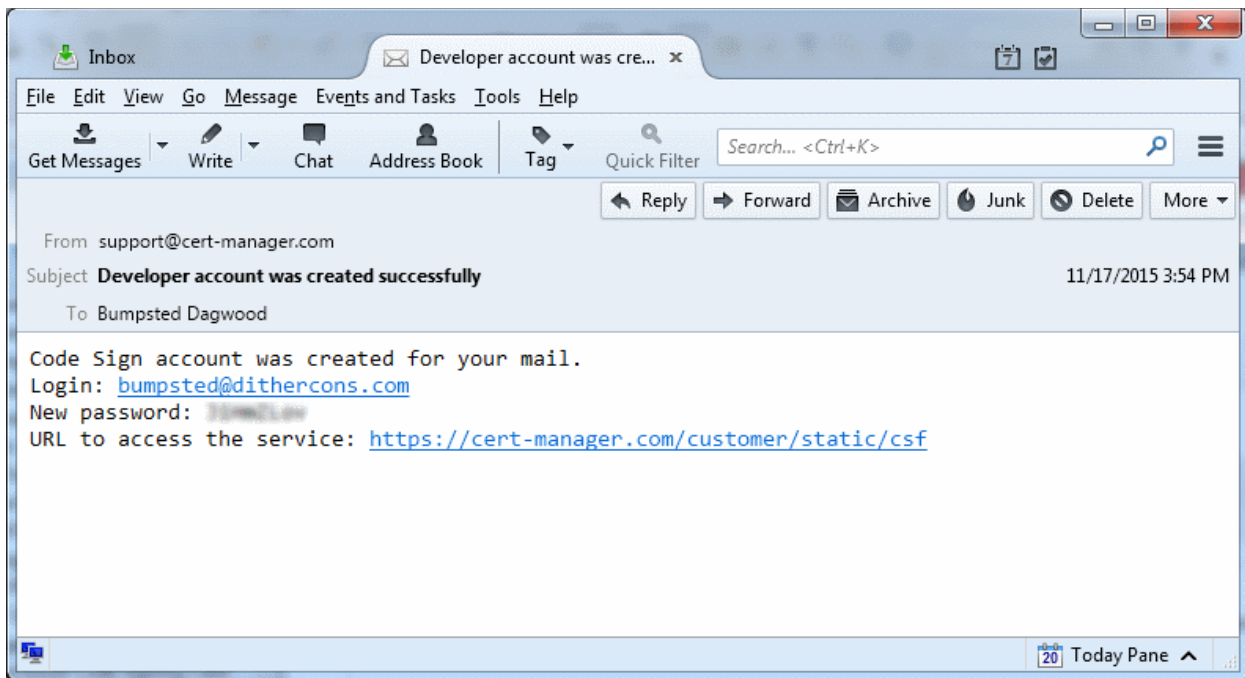 Inbox
Developer account was cre... x
7
File Edit View Go Message Events and Tasks Tools Help
Get Messages Write Chat Address Book Tag Quick Filter Search... <Ctrl+K>
Reply Forward Archive Junk Delete More
From support@cert-manager.com
Subject Developer account was created successfully 11/17/2015 3:54 PM
To Bumpsted Dagwood
Code Sign account was created for your mail.
Login: bumpsted@dithercons.com
New password:
URL to access the service: https://cert-manager.com/customer/static/csf
20 Today Pane